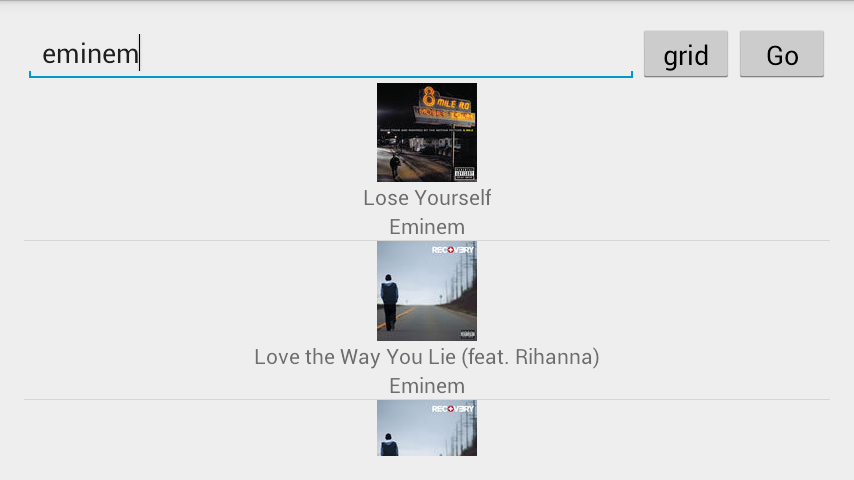 eminem
grid
Go
8 MILE RD
Lose Yourself
Eminem
RECOVERY
Love the Way You Lie (feat. Rihanna)
Eminem
RECOVERY